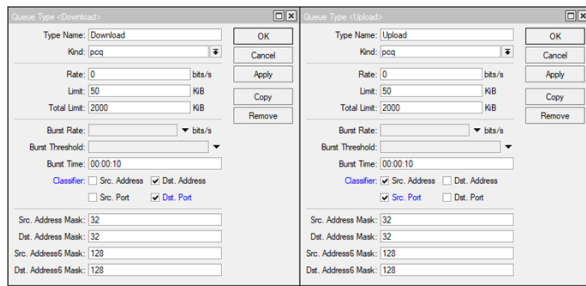 Queue Type <Download>
Type Name: Download
OK
Kind: pcq
Cancel
Rate: 0 bits/s
Apply
Limit: 50 KiB
Copy
Total Limit: 2000 KiB
Remove
Burst Rate: bits/s
Burst Threshold:
Burst Time: 00:00:10
Classifier: Src. Address Dst. Address
Src. Port Dst. Port
Src. Address Mask: 32
Dst. Address Mask: 32
Src. Address6 Mask: 128
Dst. Address6 Mask: 128
Queue Type <Upload>
Type Name: Upload
OK
Kind: pcq
Cancel
Rate: 0 bits/s
Apply
Limit: 50 KiB
Copy
Total Limit: 2000 KiB
Remove
Burst Rate: bits/s
Burst Threshold:
Burst Time: 00:00:10
Classifier: Src. Address Dst. Address
Src. Port Dst. Port
Src. Address Mask: 32
Dst. Address Mask: 32
Src. Address6 Mask: 128
Dst. Address6 Mask: 128